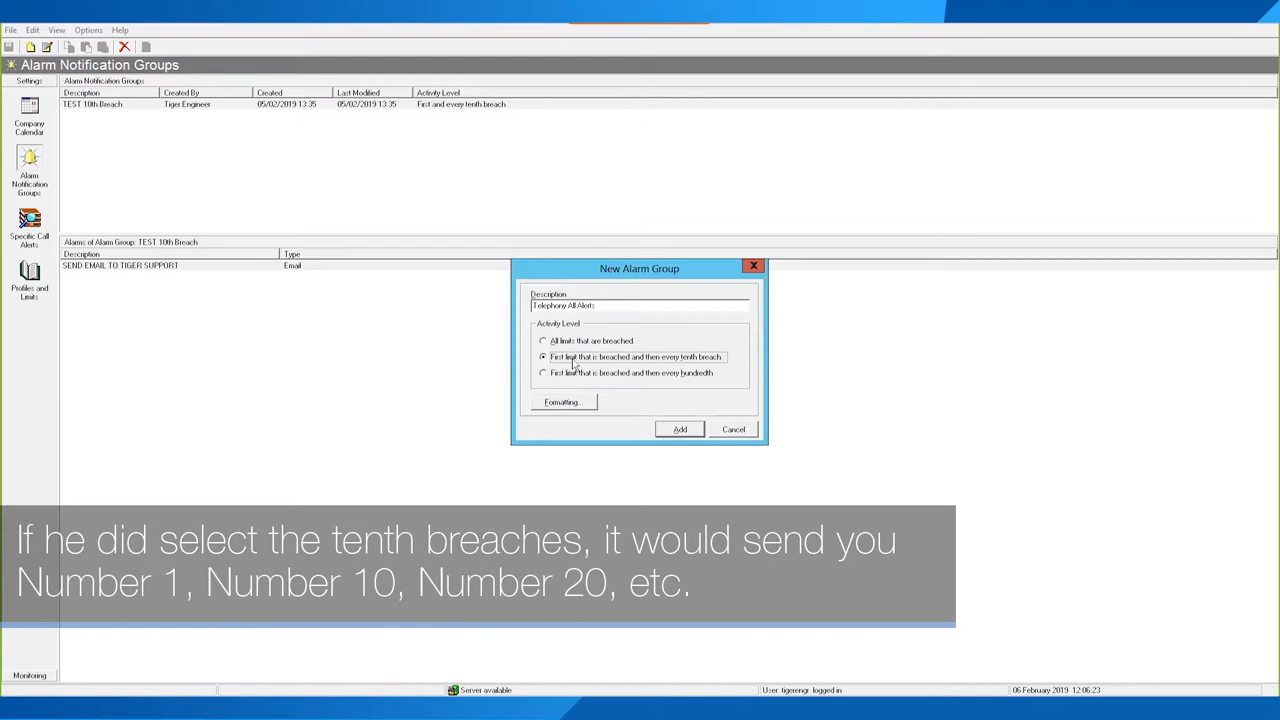 File Edit View Options Help
Alarm Notification Groups
Settings
Alarm Notification Groups
Description Created By Created Last Modified Activity Level
TEST 10th Breach Tiger Engineer 05/02/2019 13:35 05/02/2019 13:35 First and every tenth breach
Company
Calendar
Alarm
Notification
Groups
Specific Call
Alerts
Profiles and
Limits
Alarms of Alarm Group: TEST 10th Breach
Description Type
SEND EMAIL TO TIGER SUPPORT Email
New Alarm Group
X
Description
Telephony All Alerts
Activity Level
All limits that are breached.
First limit that is breached and then every tenth breach.
First limit that is breached and then every hundredth
Formatting...
Add Cancel
If he did select the tenth breaches, it would send you
Number 1, Number 10, Number 20, etc.
Monitoring
Server available User: tigerengr logged in 06 February 2019 12:06:23